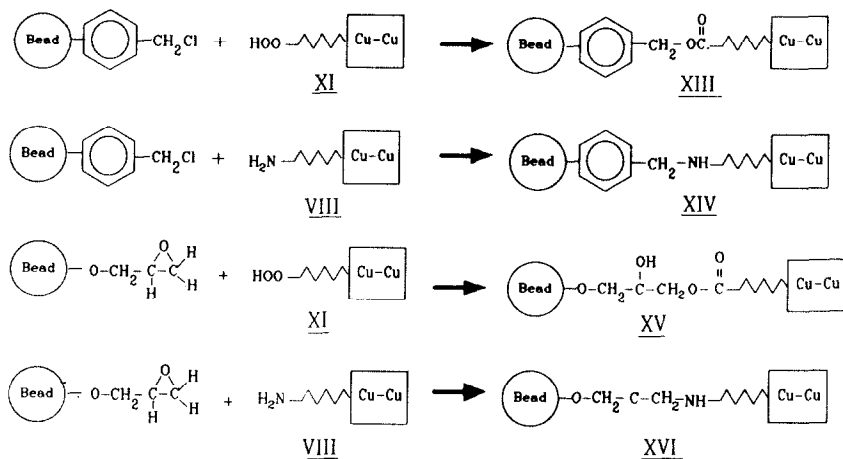 Bead CH2Cl + HOO Cu-Cu Bead CH2-OC O Cu-Cu
XI XIII
Bead CH2Cl + H2N Cu-Cu Bead CH2-NH Cu-Cu
VIII XIV
Bead O-CH2-C C O H H H + HOO Cu-Cu Bead O-CH2-C-CH2O-C OH O Cu-Cu
XI XV
Bead O-CH2-C C O H H H + H2N Cu-Cu Bead O-CH2-C-CH2-NH Cu-Cu
VIII XVI